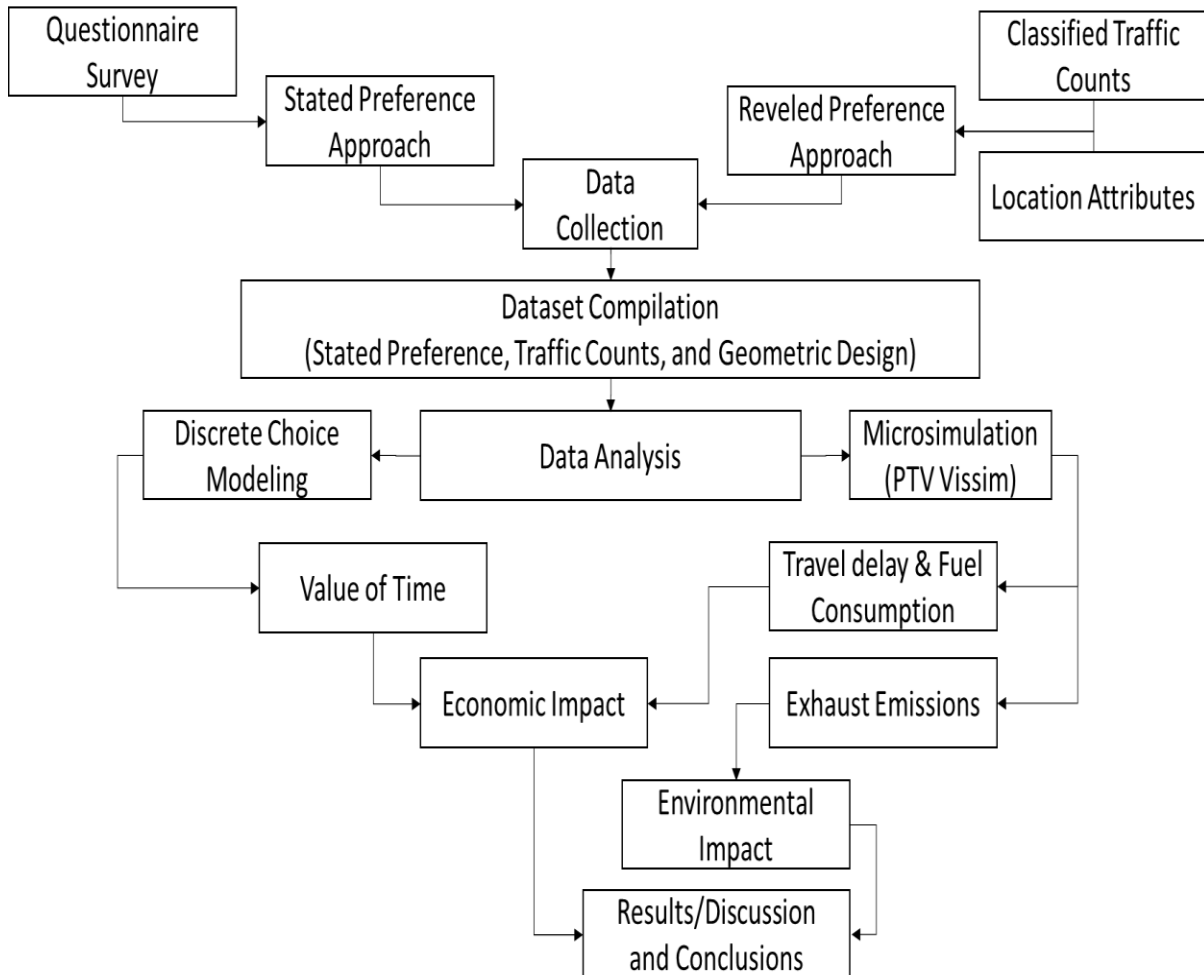 Questionnaire
Survey
Classified Traffic
Counts
Stated Preference
Approach
Reveled Preference
Approach
Location Attributes
Data
Collection
Dataset Compilation
(Stated Preference, Traffic Counts, and Geometric Design)
Discrete Choice
Modeling
Data Analysis
Microsimulation
(PTV Vissim)
Value of Time
Travel delay & Fuel
Consumption
Economic Impact
Exhaust Emissions
Environmental
Impact
Results/Discussion
and Conclusions